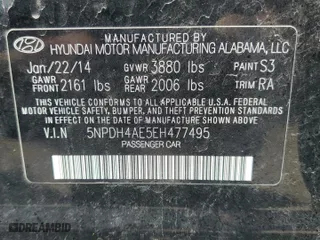 MANUFACTURED BY
HYUNDAI MOTOR MANUFACTURING ALABAMA, LLC
Jan/22/14 GVWR 3880 lbs PAINT S3
GAWR FRONT 2161 lbs GAWR REAR 2006 lbs TRIM RA
THIS VEHICLE CONFORMS TO ALL APPLICABLE U.S. FEDERAL
MOTOR VEHICLE SAFETY, BUMPER, AND THEFT PREVENTION
STANDARDS IN EFFECT ON THE DATE OF MANUFACTURE SHOWN ABOVE.
V.I.N 5NPDH4AE5EH477495
PASSENGER CAR
DREAMBID